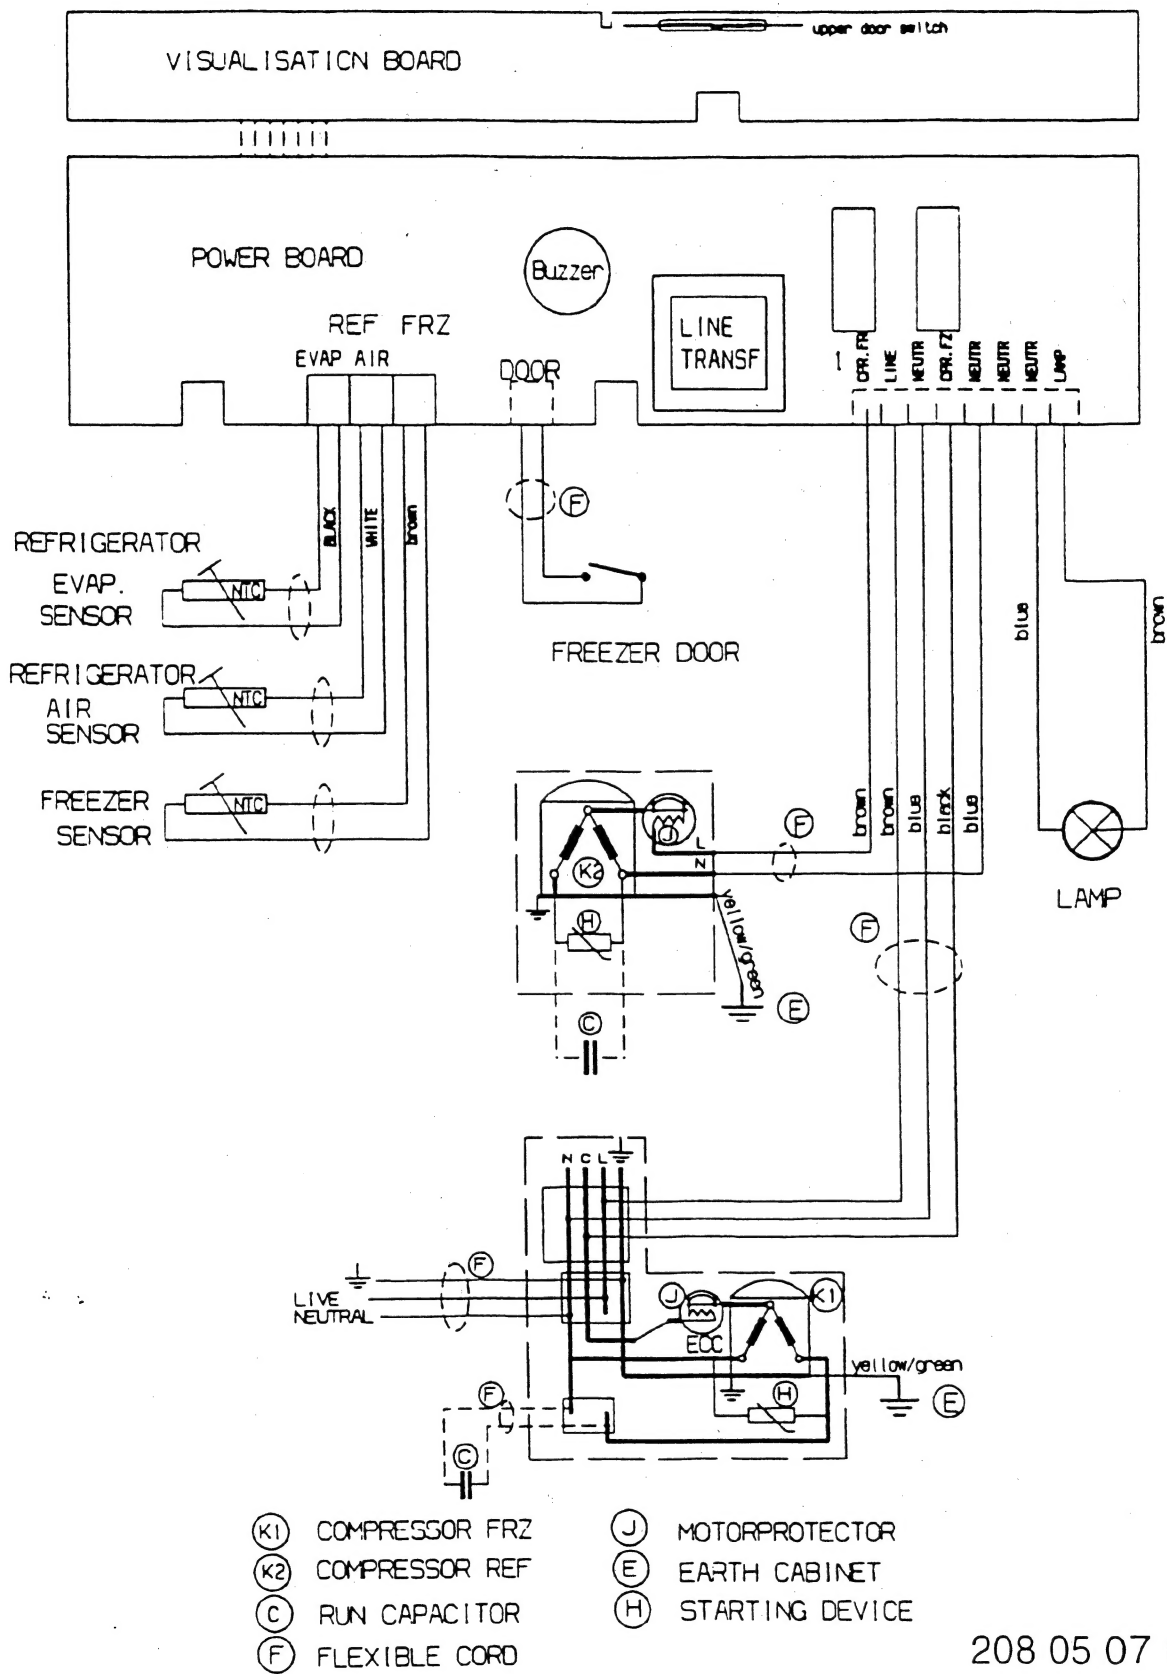 upper door switch
VISUALISATICN BOARD
POWER BOARD
Buzzer
REF FRZ
EVAP AIR
DOOR
LINE
TRANSF
1
CPR.FR
LINE
NEUTR
CPR.FZ
NEUTR
NEUTR
NEUTR
LAMP
BLACK
WHITE
brown
F
REFRIGERATOR
EVAP.
SENSOR
NTC
REFRIGERATOR
AIR
SENSOR
NTC
FREEZER
SENSOR
NTC
FREEZER DOOR
blue
brown
brown
brown
blue
black
blue
LAMP
J
L
N
K2
H
F
yellow/green
E
C
F
N C L
F
LIVE
NEUTRAL
J
K1
ECC
yellow/green
E
H
F
C
K1 COMPRESSOR FRZ
K2 COMPRESSOR REF
C RUN CAPACITOR
F FLEXIBLE CORD
J MOTORPROTECTOR
E EARTH CABINET
H STARTING DEVICE
208 05 07